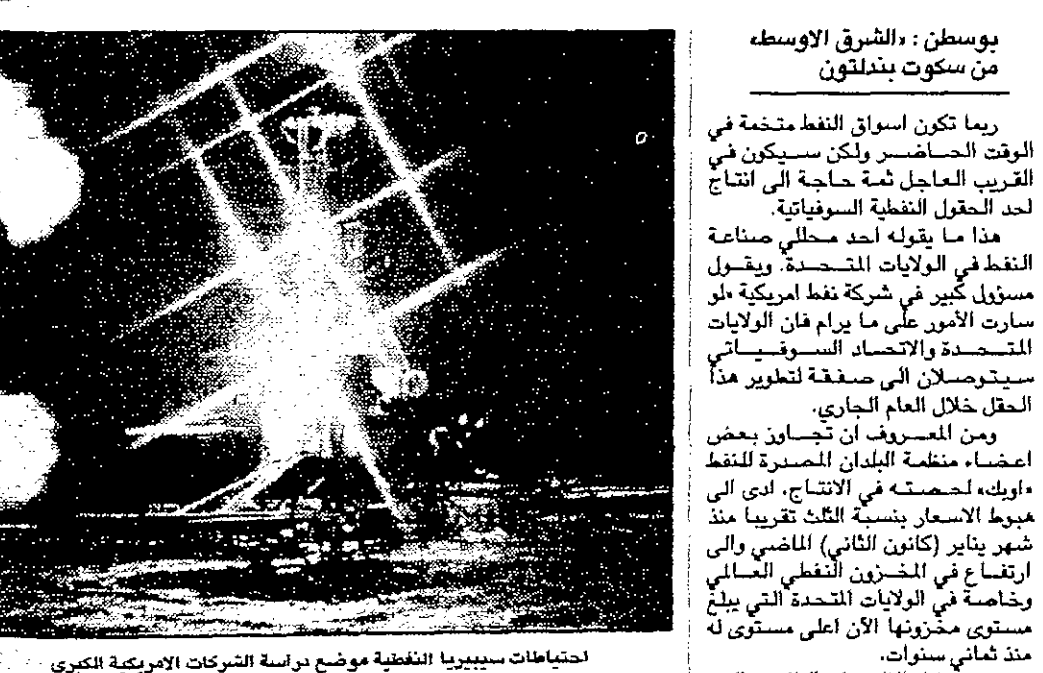 بوسطن : «الشرق الاوسط»
من سكوت بندلتون
ربما تكون اسواق النفط متخمة في
الوقت الحاضر ولكن سيكون في
القريب العاجل ثمة حاجة الى انتاج
احد الحقول النفطية السوفياتية.
هذا ما يقوله احد محللي صناعة
النفط في الولايات المتحدة. ويقول
مسؤول كبير في شركة نفط امريكية «لو
سارت الأمور على ما يرام فان الولايات
المتحدة والاتحاد السوفياتي
سيتوصلان الى صفقة لتطوير هذا
الحقل خلال العام الجاري.
ومن المعروف ان تجاوز بعض
اعضاء منظمة البلدان المصدرة للنفط
«اوبك» لحصته في الانتاج، ادى الى
هبوط الاسعار بنسبة الثلث تقريبا منذ
شهر يناير (كانون الثاني) الماضي والى
ارتفاع في المخزون النفطي العالمي
وخاصة في الولايات المتحدة التي يبلغ
مستوى مخزونها الآن اعلى مستوى له
منذ ثماني سنوات.
احتياطات سيبيريا النفطية موضع دراسة الشركات الامريكية الكبرى